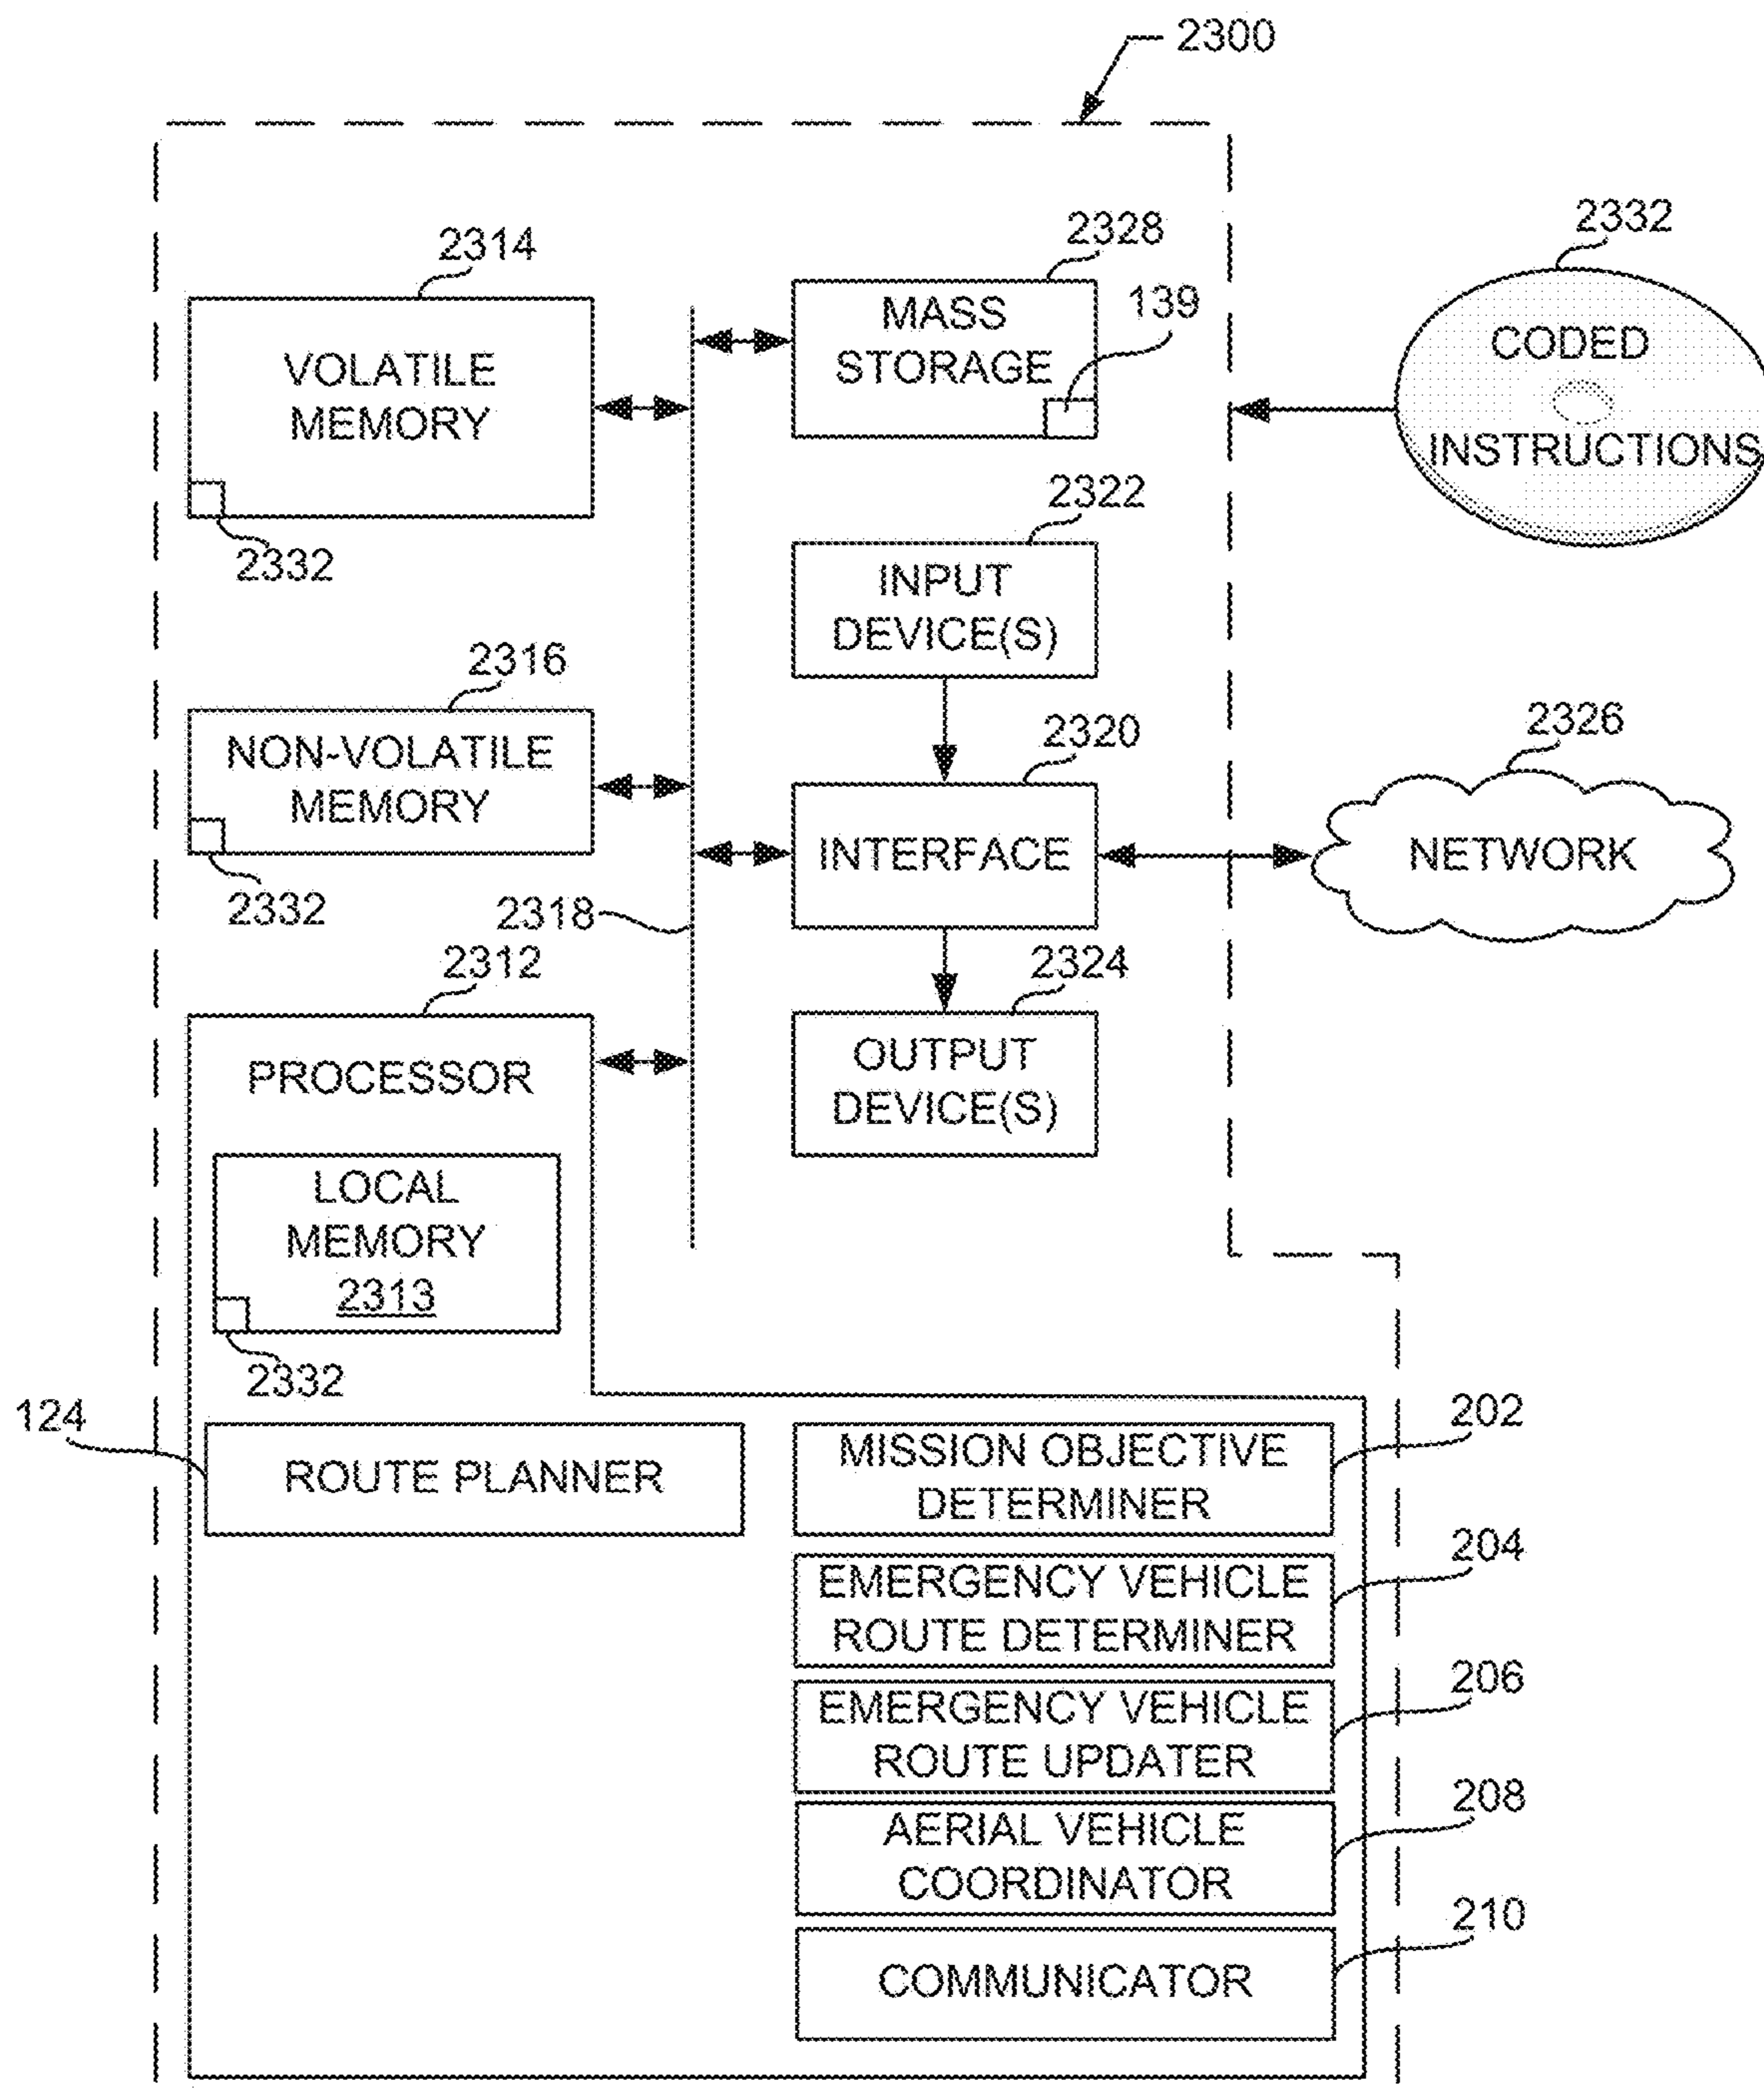 2300
2314
2328
139
2332
VOLATILE
MEMORY
MASS
STORAGE
CODED
INSTRUCTIONS
2332
2322
INPUT
DEVICE(S)
2316
NON-VOLATILE
MEMORY
2332
2320
INTERFACE
2326
NETWORK
2318
2312
PROCESSOR
2324
OUTPUT
DEVICE(S)
LOCAL
MEMORY
2313
2332
124
ROUTE PLANNER
202
MISSION OBJECTIVE
DETERMINER
204
EMERGENCY VEHICLE
ROUTE DETERMINER
206
EMERGENCY VEHICLE
ROUTE UPDATER
208
AERIAL VEHICLE
COORDINATOR
210
COMMUNICATOR